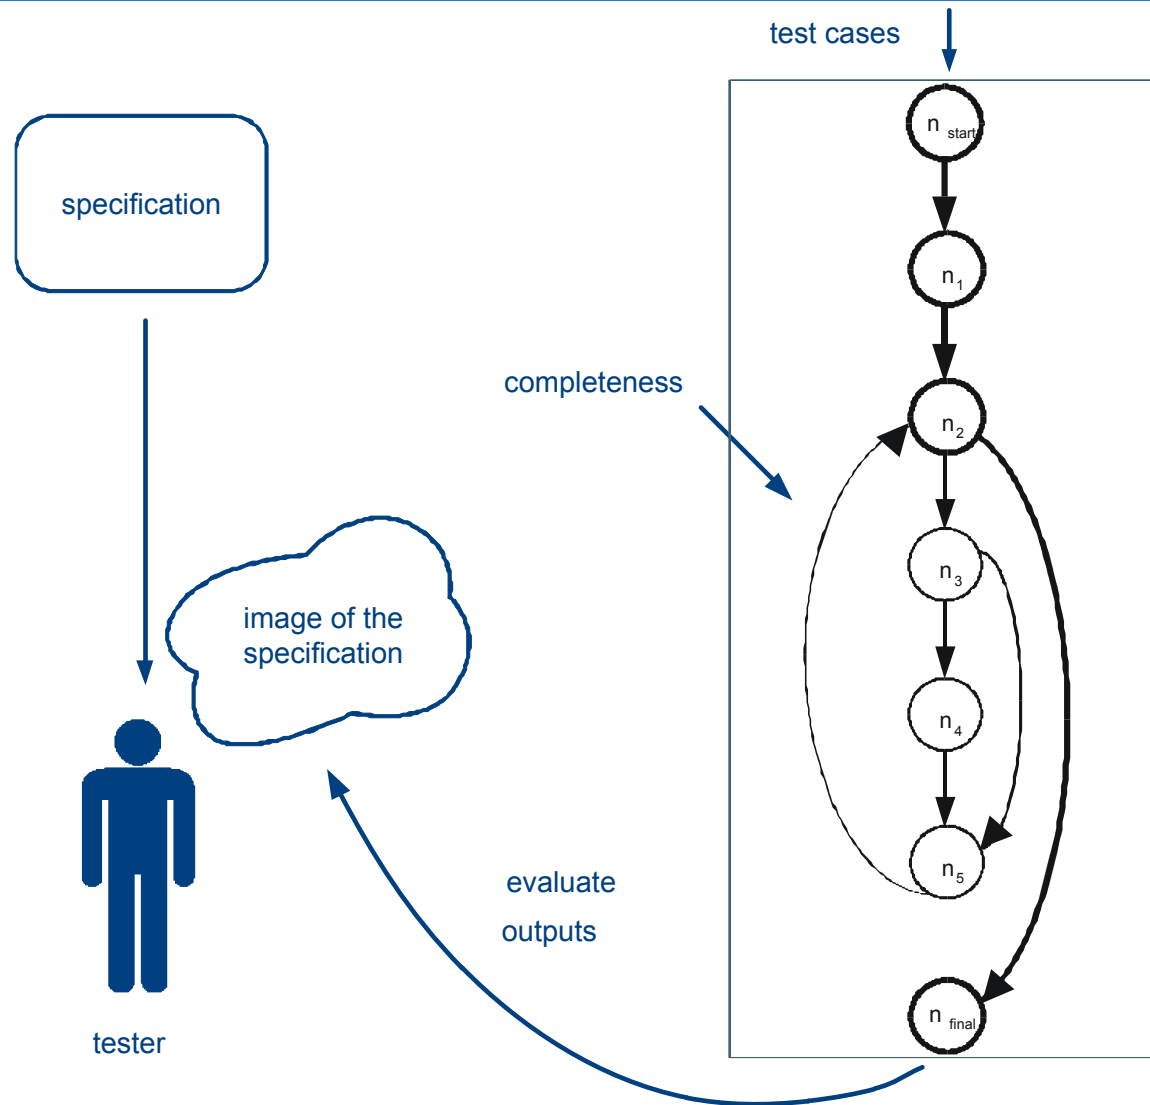 test cases
specification
n start
n 1
completeness
n 2
n 3
image of the
specification
n 4
n 5
evaluate
outputs
n final
tester